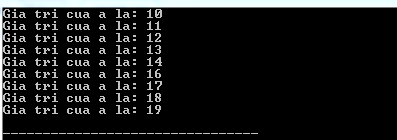 Gia tri cua a la: 10
Gia tri cua a la: 11
Gia tri cua a la: 12
Gia tri cua a la: 13
Gia tri cua a la: 14
Gia tri cua a la: 16
Gia tri cua a la: 17
Gia tri cua a la: 18
Gia tri cua a la: 19
--------------------------------